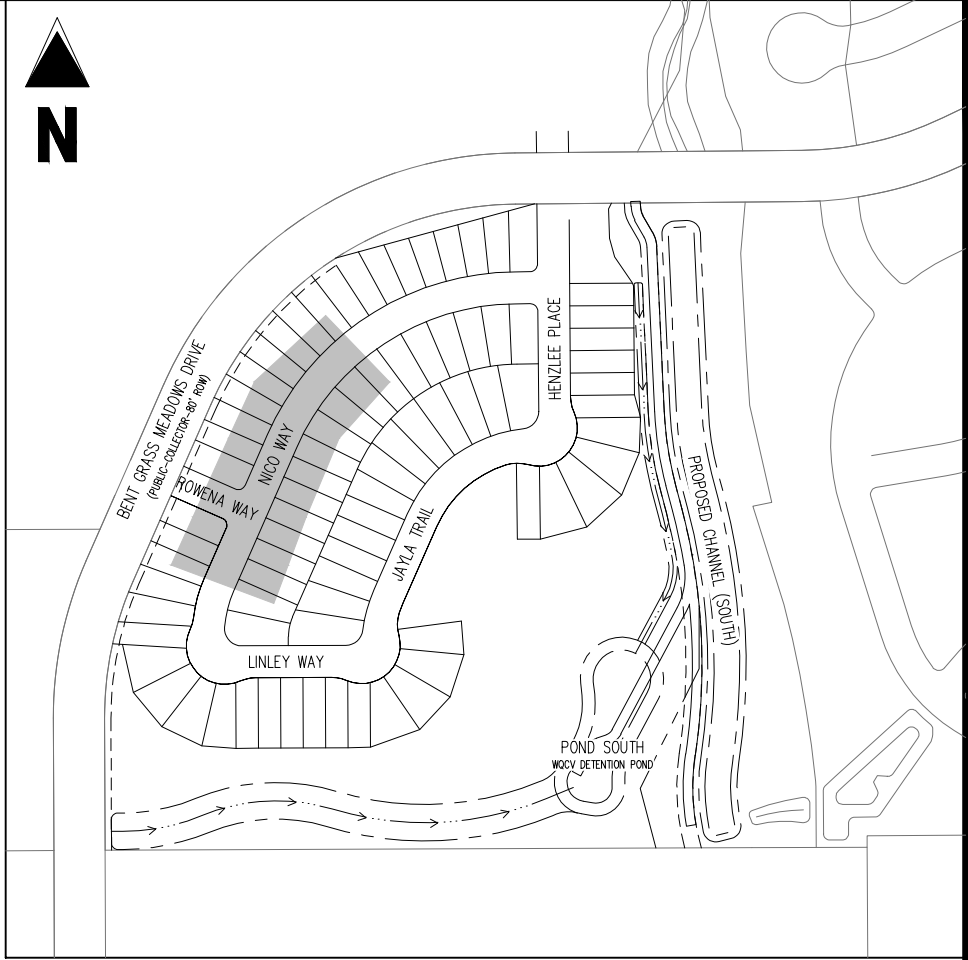 N
BENT GRASS MEADOWS DRIVE
(PUBLIC-COLLECTOR-80' ROW)
ROWENA WAY
NICO WAY
HENZLEE PLACE
JAYLA TRAIL
LINLEY WAY
PROPOSED CHANNEL (SOUTH)
POND SOUTH
WQCV DETENTION POND